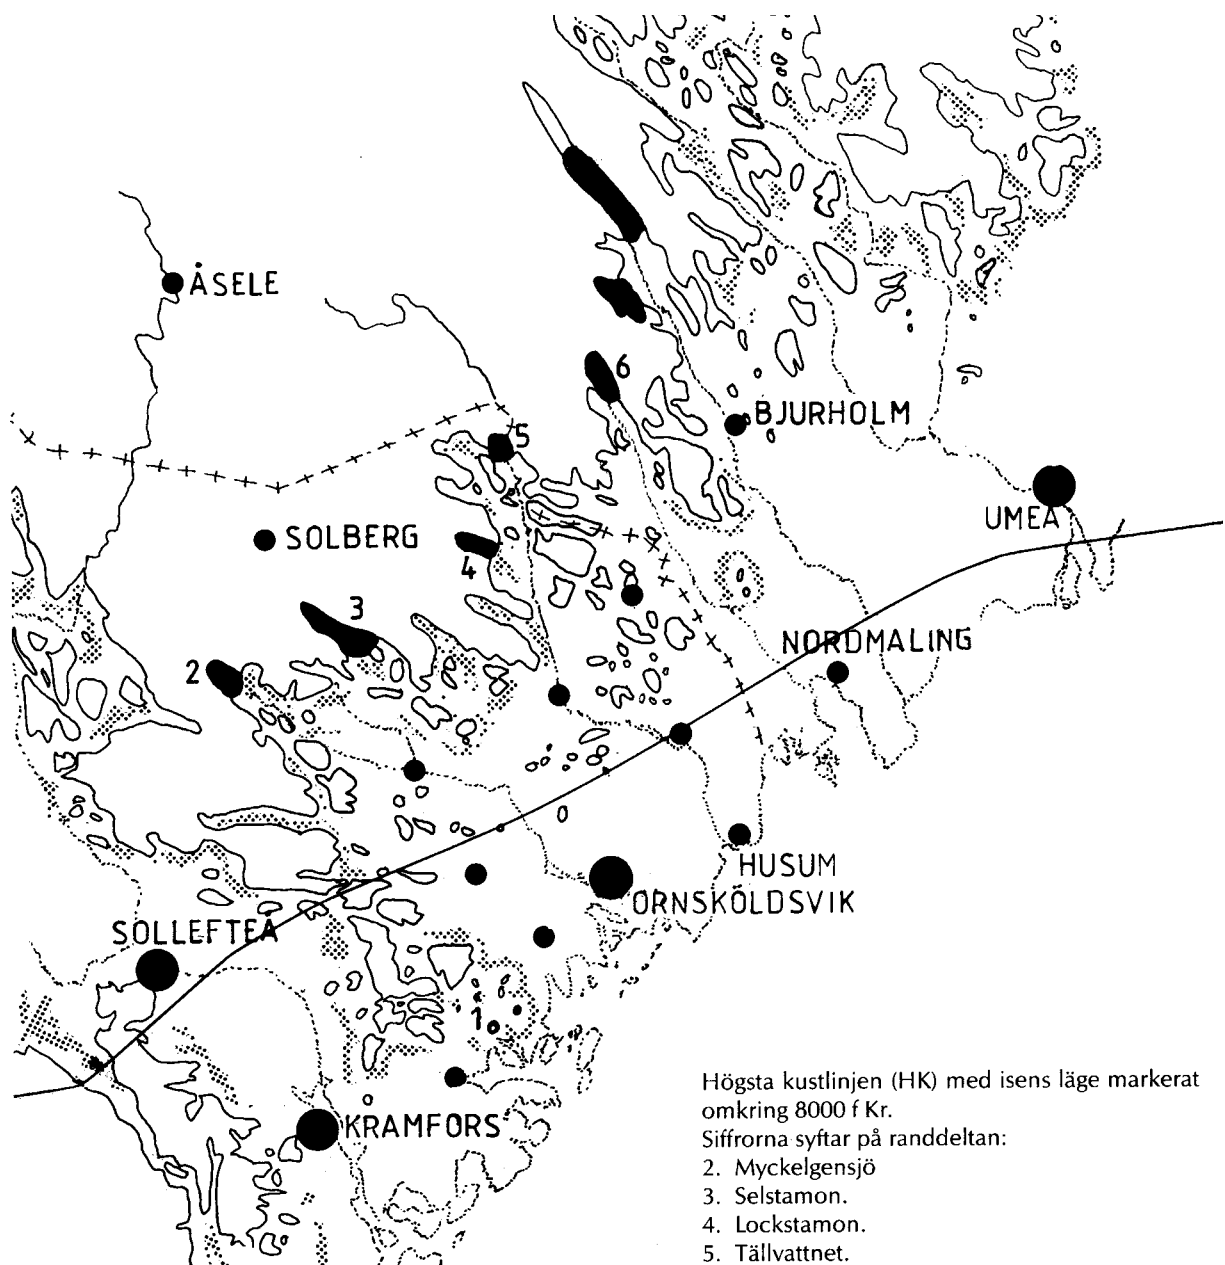 6
ÅSELE
BJURHOLM
5
UMEÅ
SOLBERG
4
3
NORDMALING
2
HUSUM
ÖRNSKÖLDSVIK
SOLLEFTEÅ
1
KRAMFORS
Högsta kustlinjen (HK) med isens läge markerat
omkring 8000 f Kr.
Siffrorna syftar på randdeltan:
2. Myckelgensjö
3. Selstamon.
4. Lockstamon.
5. Tällvattnet.